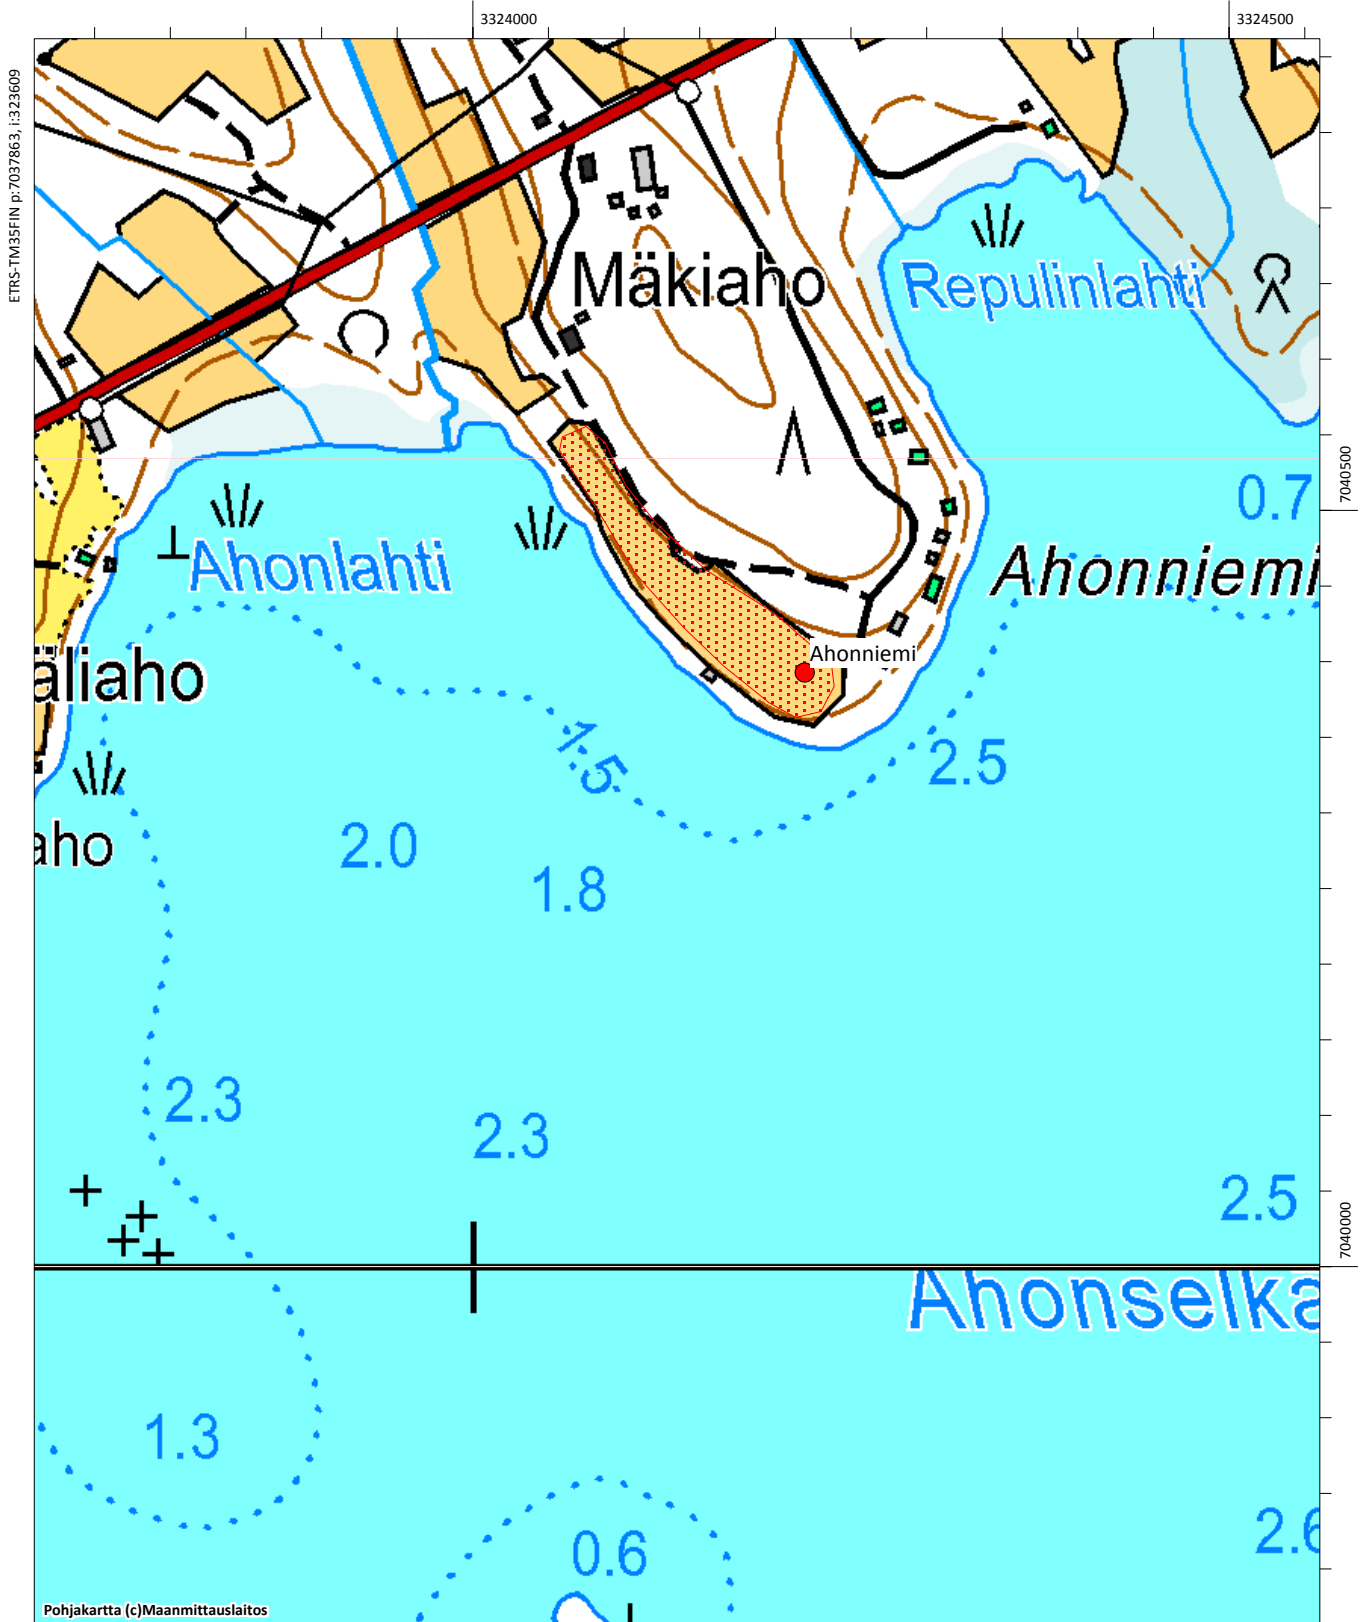 3324000
3324500
ETRS-TM35FIN p:7037863, i:323609
Mäkiaho
Repulinlahti
0.7
7040500
Ahonlahti
Ahonniemi
äliaho
Ahonniemi
1.5
2.5
2.0
aho
1.8
2.3
2.3
2.5
7040000
Ahonselkä
1.3
0.6
2.6
Pohjakartta (c)Maanmittauslaitos